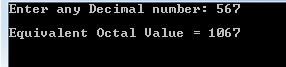 Enter any Decimal number: 567
Equivalent Octal Value = 1067